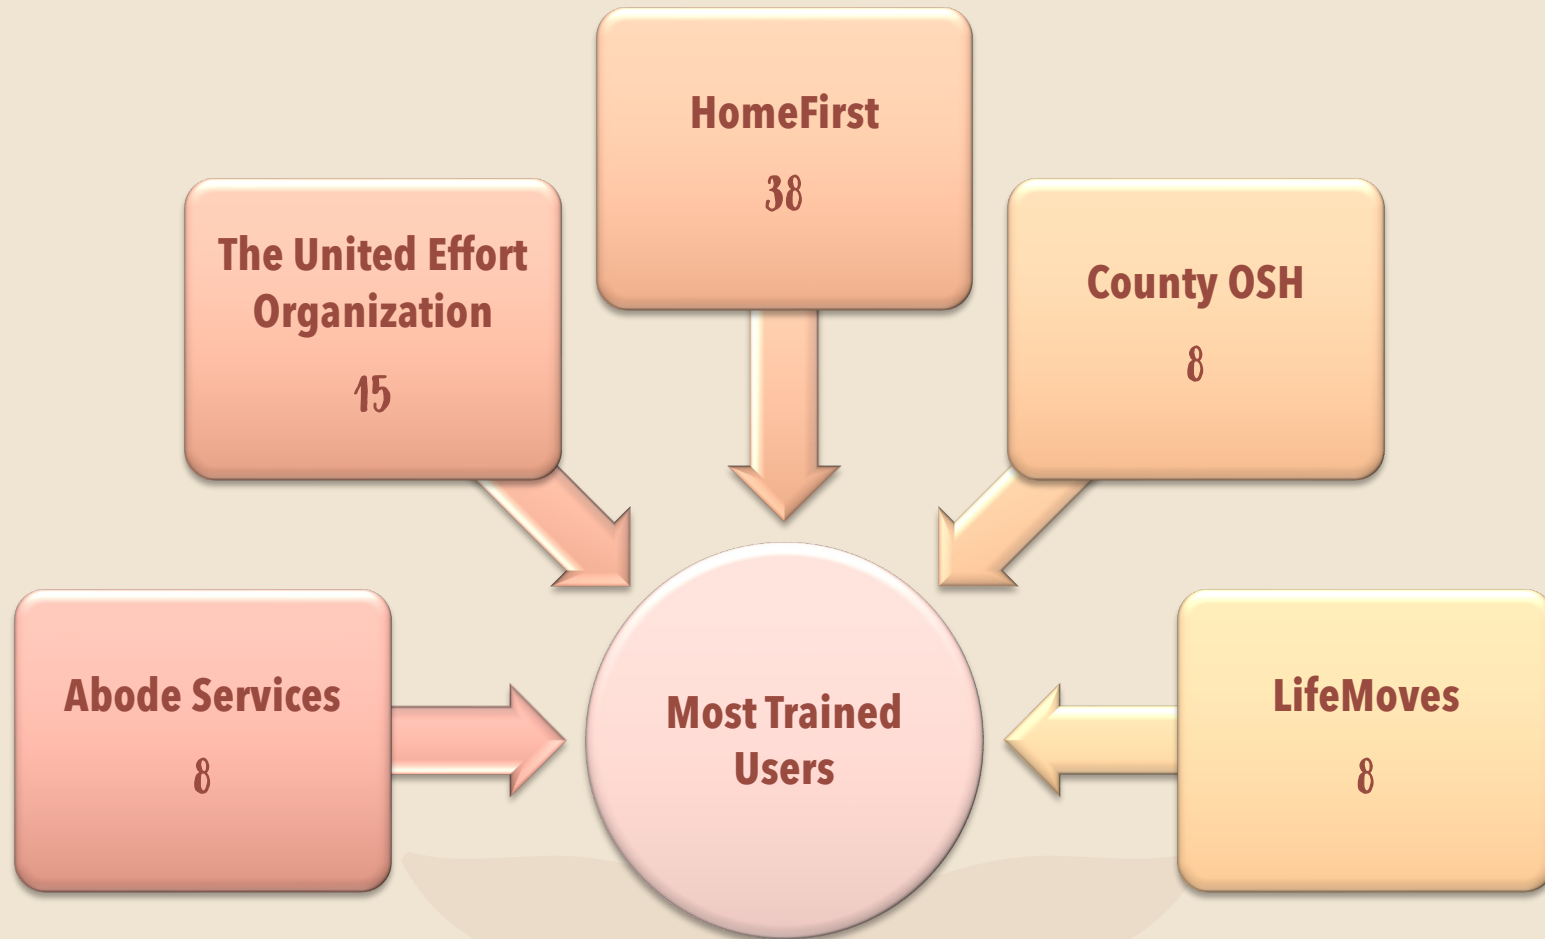 HomeFirst
38
The United Effort
Organization
15
County OSH
8
Abode Services
8
Most Trained
Users
LifeMoves
8